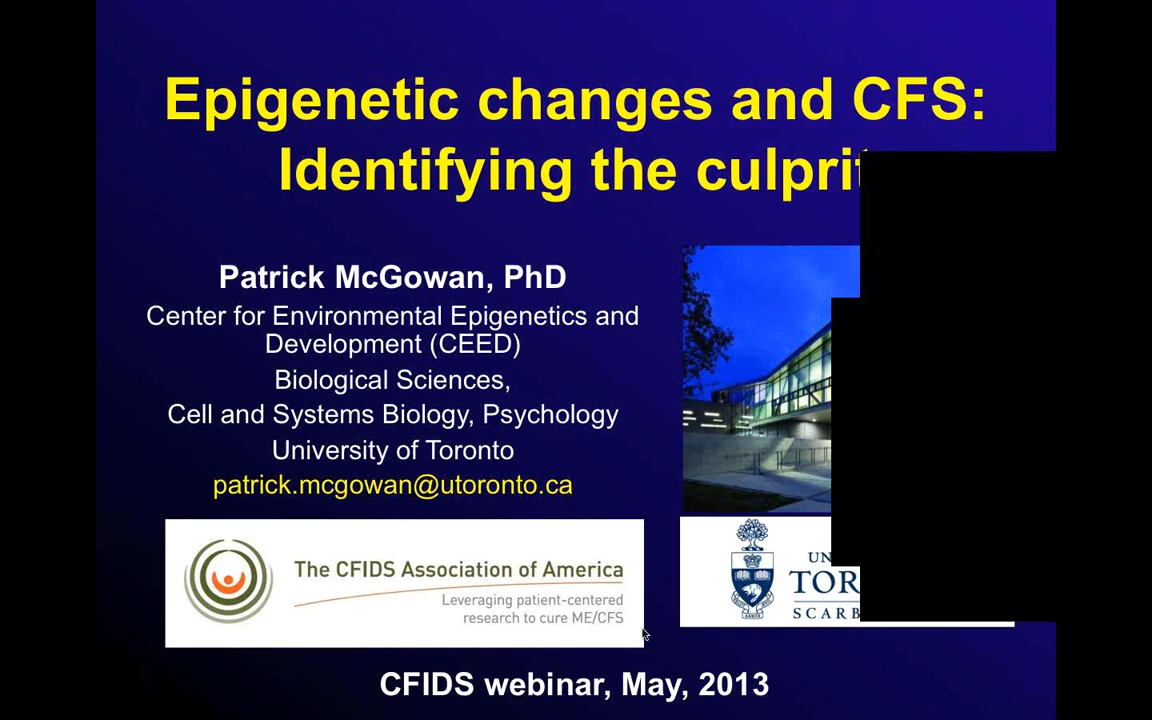 Epigenetic changes and CFS:
Identifying the culprit
Patrick McGowan, PhD
Center for Environmental Epigenetics and
Development (CEED)
Biological Sciences,
Cell and Systems Biology, Psychology
University of Toronto
patrick.mcgowan@utoronto.ca
The CFIDS Association of America
Leveraging patient-centered
research to cure ME/CFS
CFIDS webinar, May, 2013